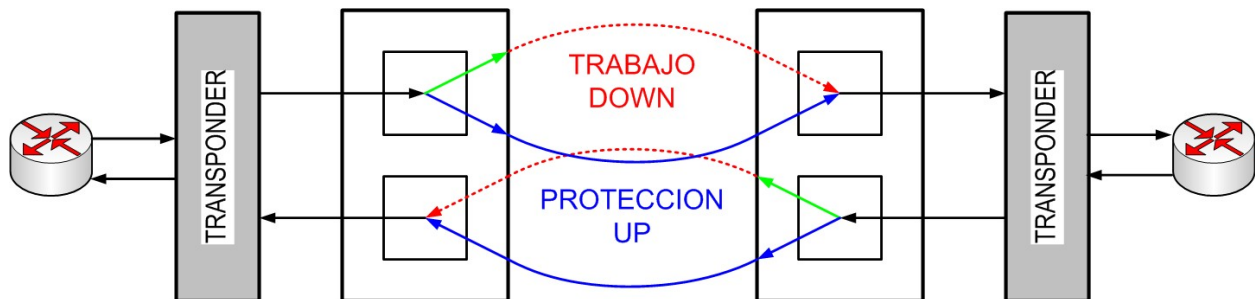 TRANSPONDER
TRABAJO
DOWN
PROTECCION
UP
TRANSPONDER